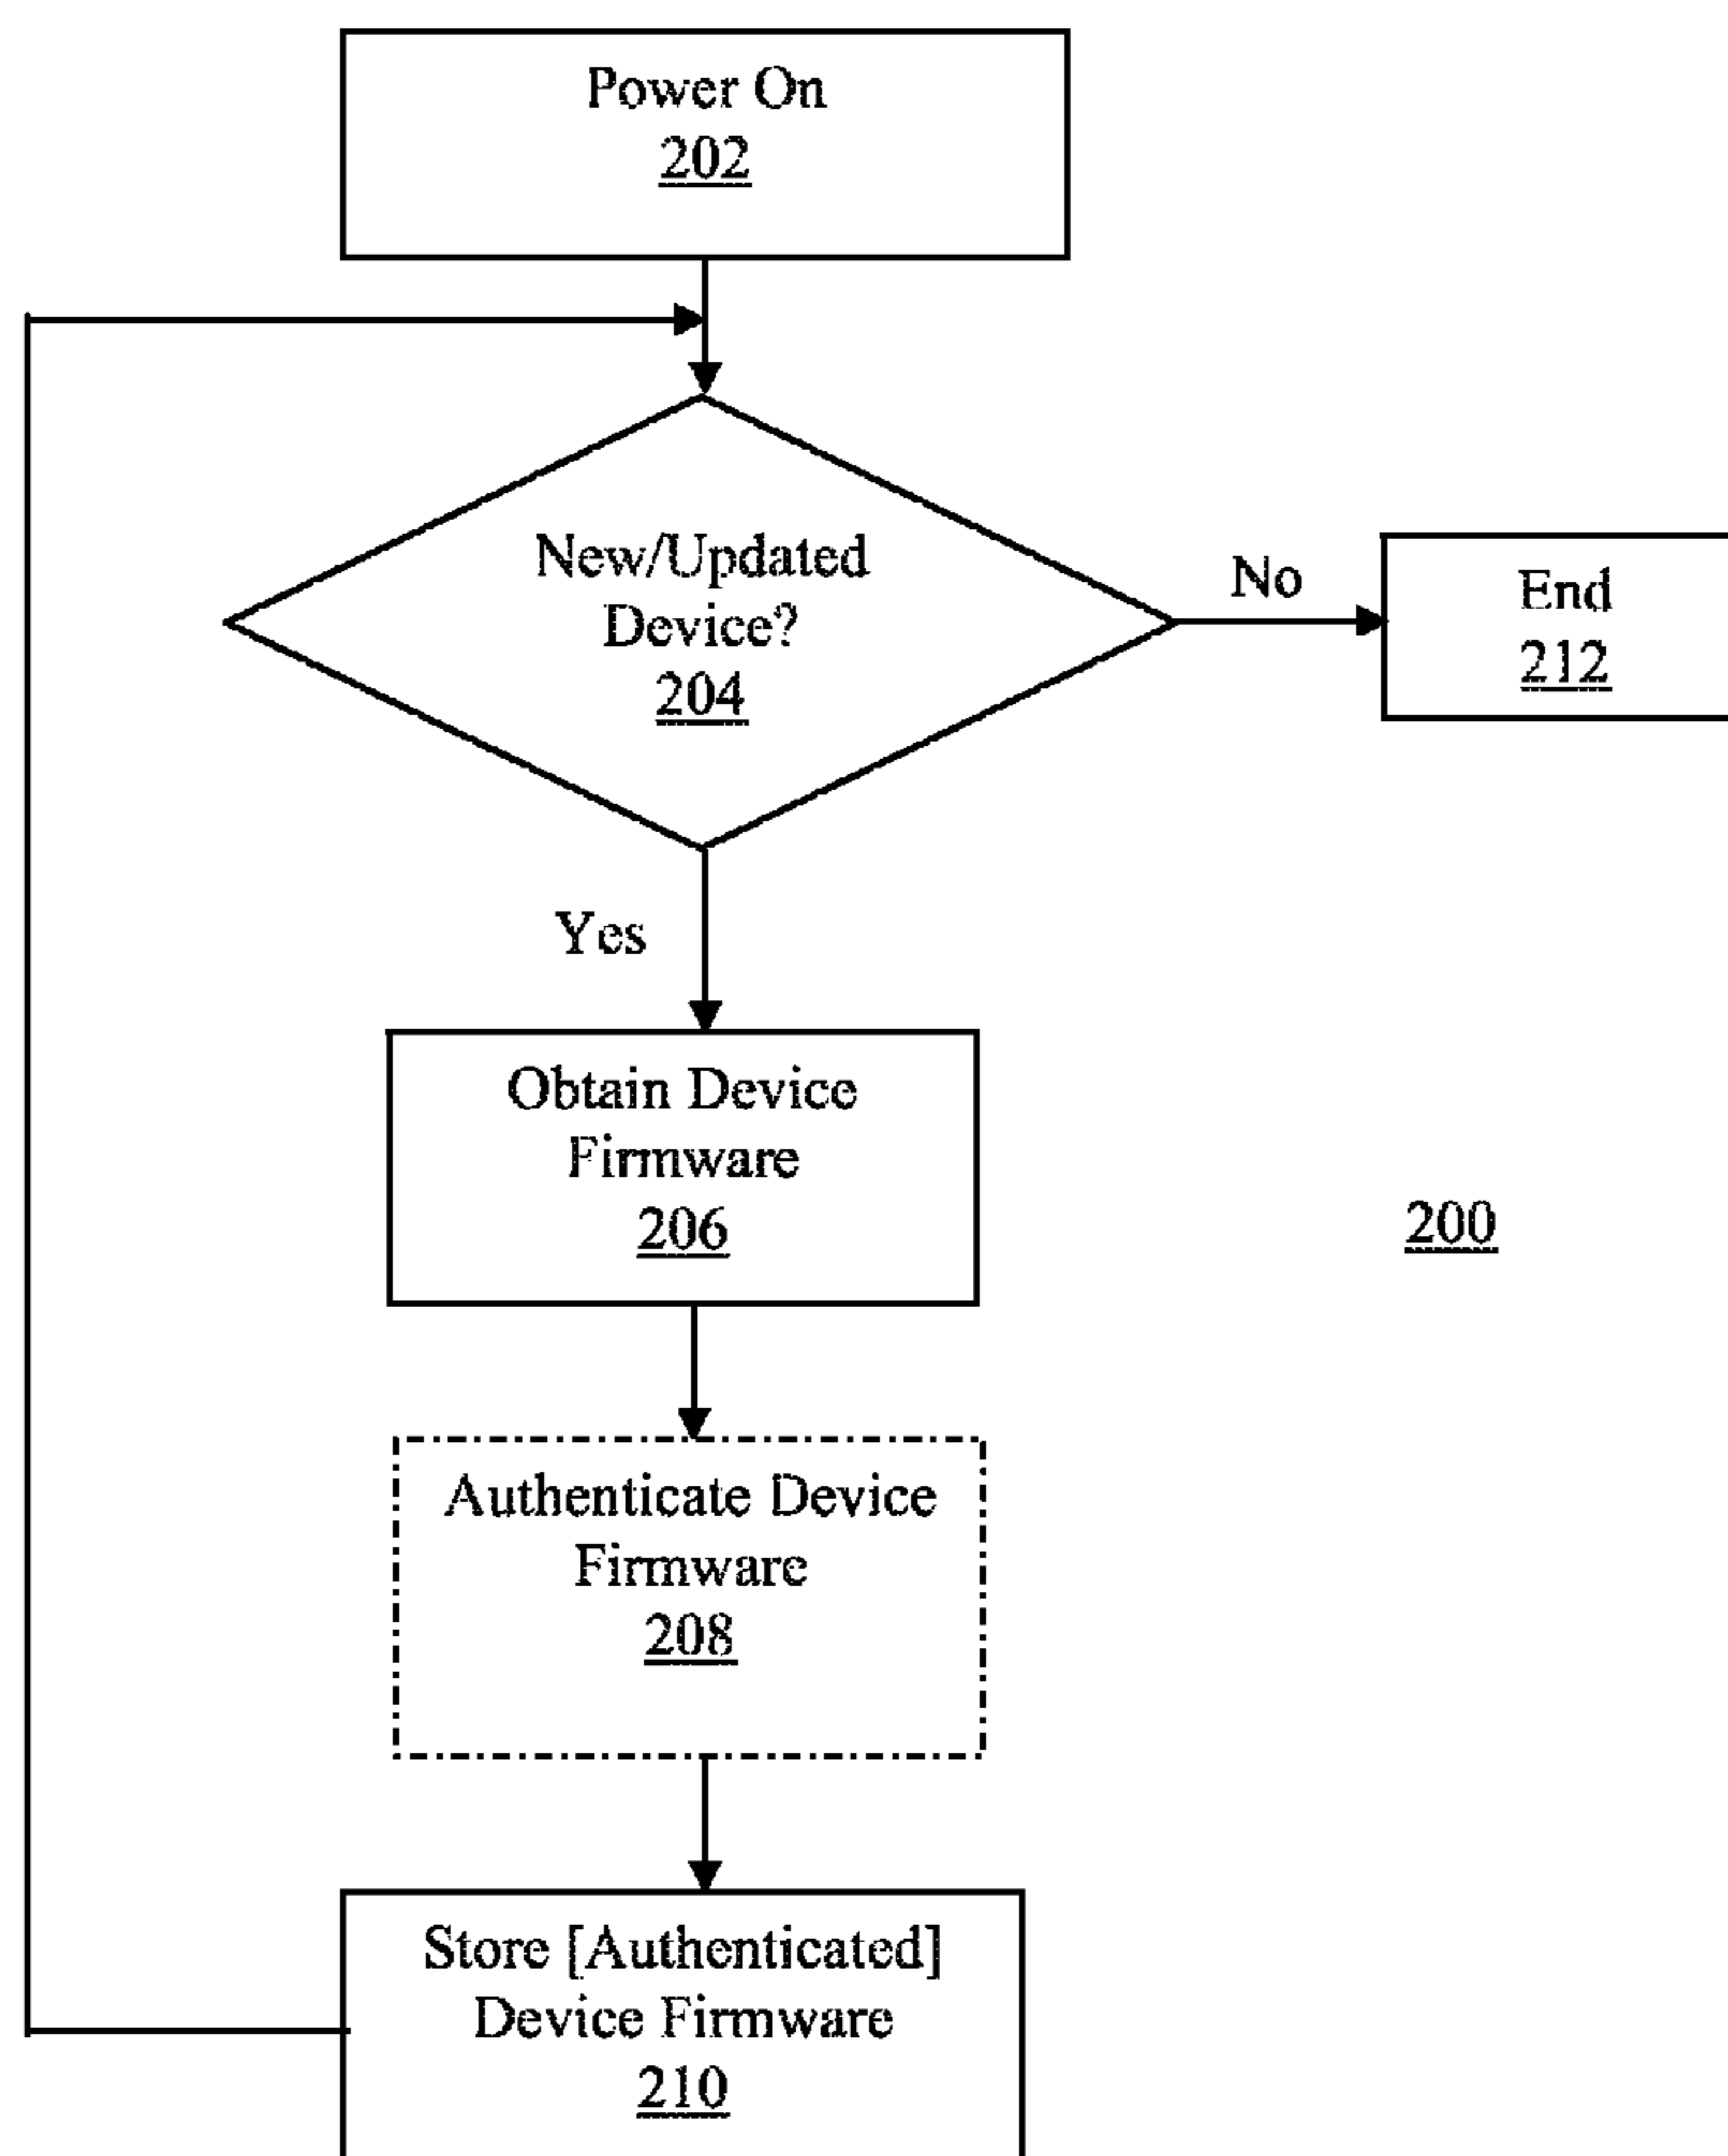 Power On
202
New/Updated
Device?
204
No
End
212
Yes
Obtain Device
Firmware
206
200
Authenticate Device
Firmware
208
Store [Authenticated]
Device Firmware
210